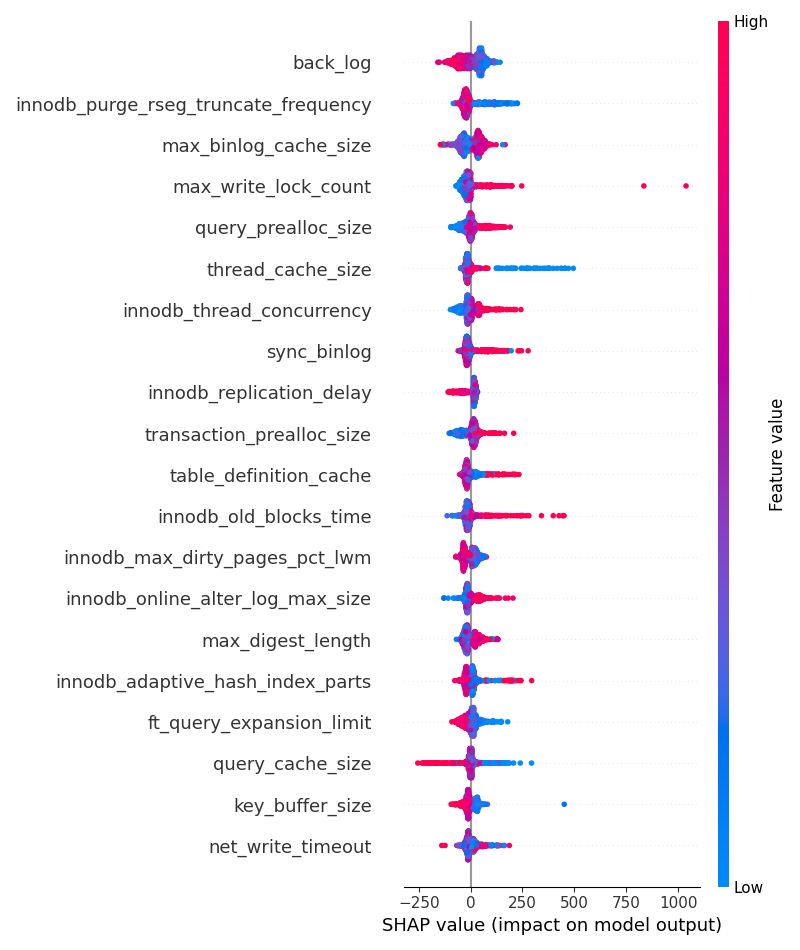 High
back_log
innodb_purge_rseg_truncate_frequency
max_binlog_cache_size
max_write_lock_count
query_prealloc_size
thread_cache_size
innodb_thread_concurrency
sync_binlog
innodb_replication_delay
transaction_prealloc_size
table_definition_cache
innodb_old_blocks_time
innodb_max_dirty_pages_pct_lwm
innodb_online_alter_log_max_size
max_digest_length
innodb_adaptive_hash_index_parts
ft_query_expansion_limit
query_cache_size
key_buffer_size
net_write_timeout
Feature value
Low
−250 0 250 500 750 1000
SHAP value (impact on model output)